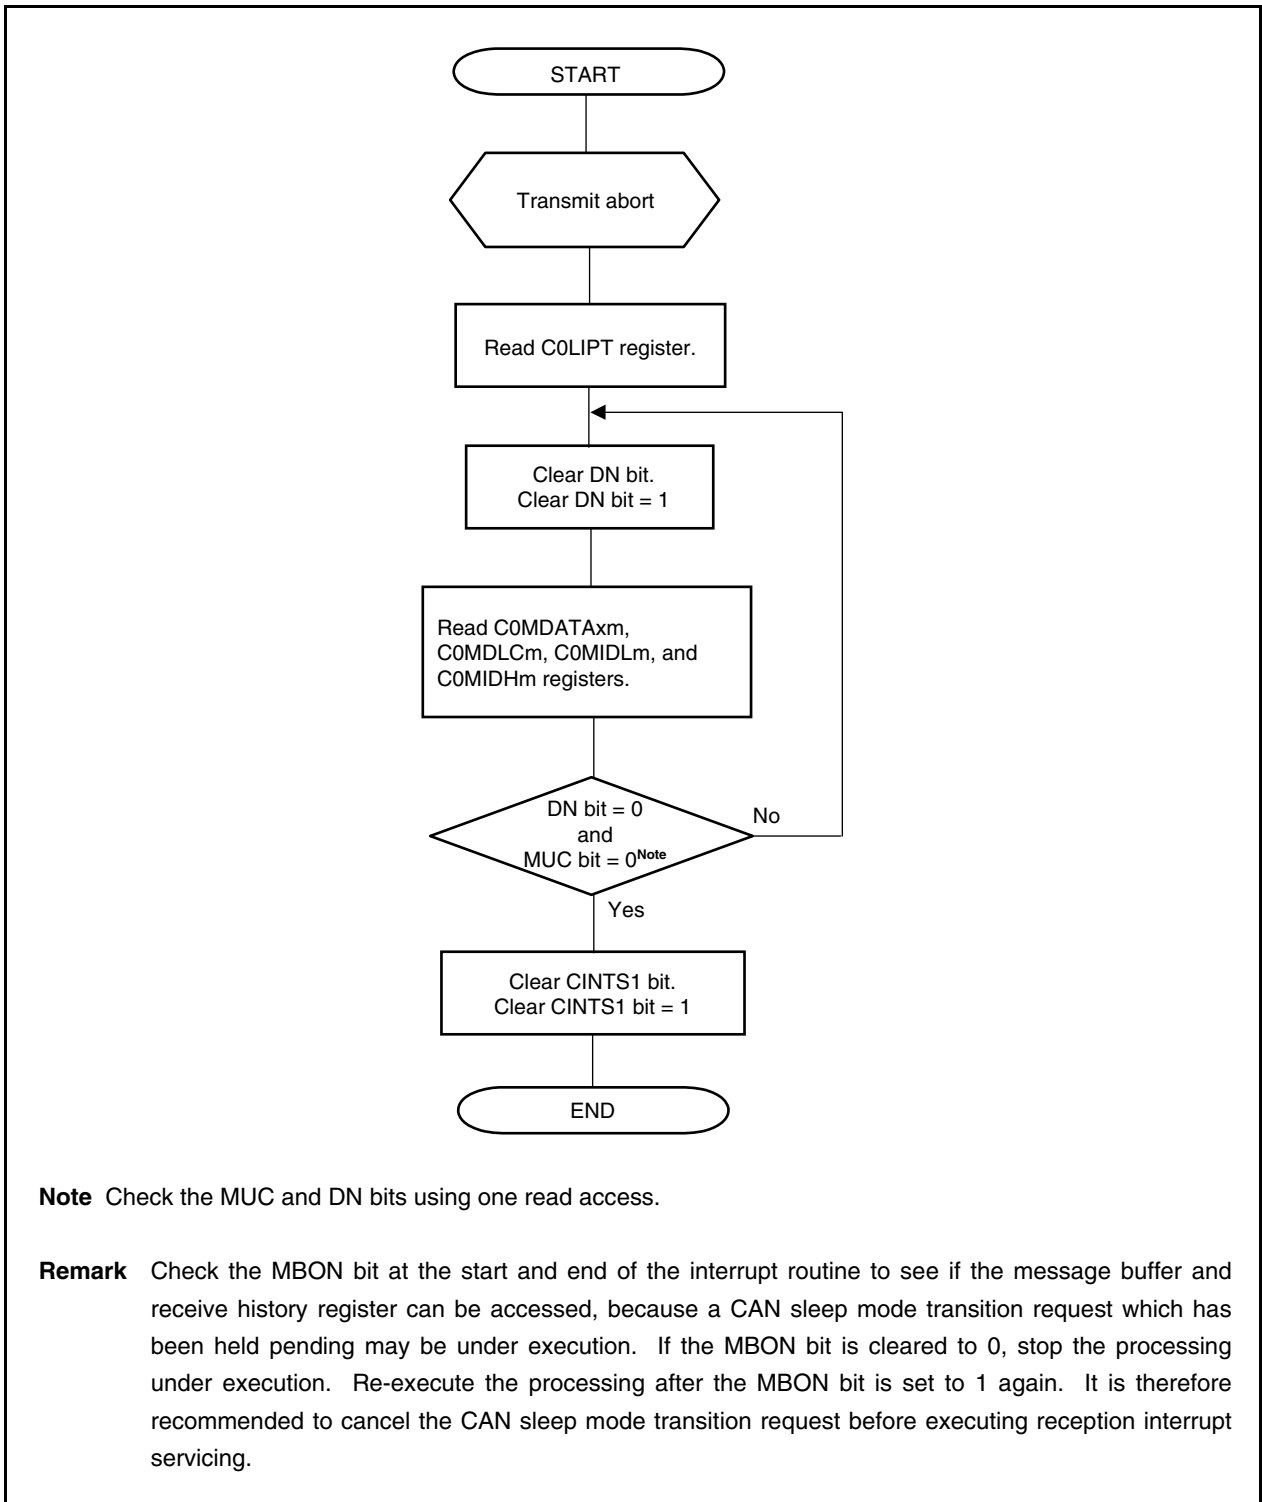 START
Transmit abort
Read C0LIPT register.
Clear DN bit.
Clear DN bit = 1
Read C0MDATAxm,
C0MDLCm, C0MIDLm, and
C0MIDHm registers.
DN bit = 0
and
MUC bit = 0Note
No
Yes
Clear CINTS1 bit.
Clear CINTS1 bit = 1
END
Note Check the MUC and DN bits using one read access.
Remark Check the MBON bit at the start and end of the interrupt routine to see if the message buffer and
receive history register can be accessed, because a CAN sleep mode transition request which has
been held pending may be under execution. If the MBON bit is cleared to 0, stop the processing
under execution. Re-execute the processing after the MBON bit is set to 1 again. It is therefore
recommended to cancel the CAN sleep mode transition request before executing reception interrupt
servicing.